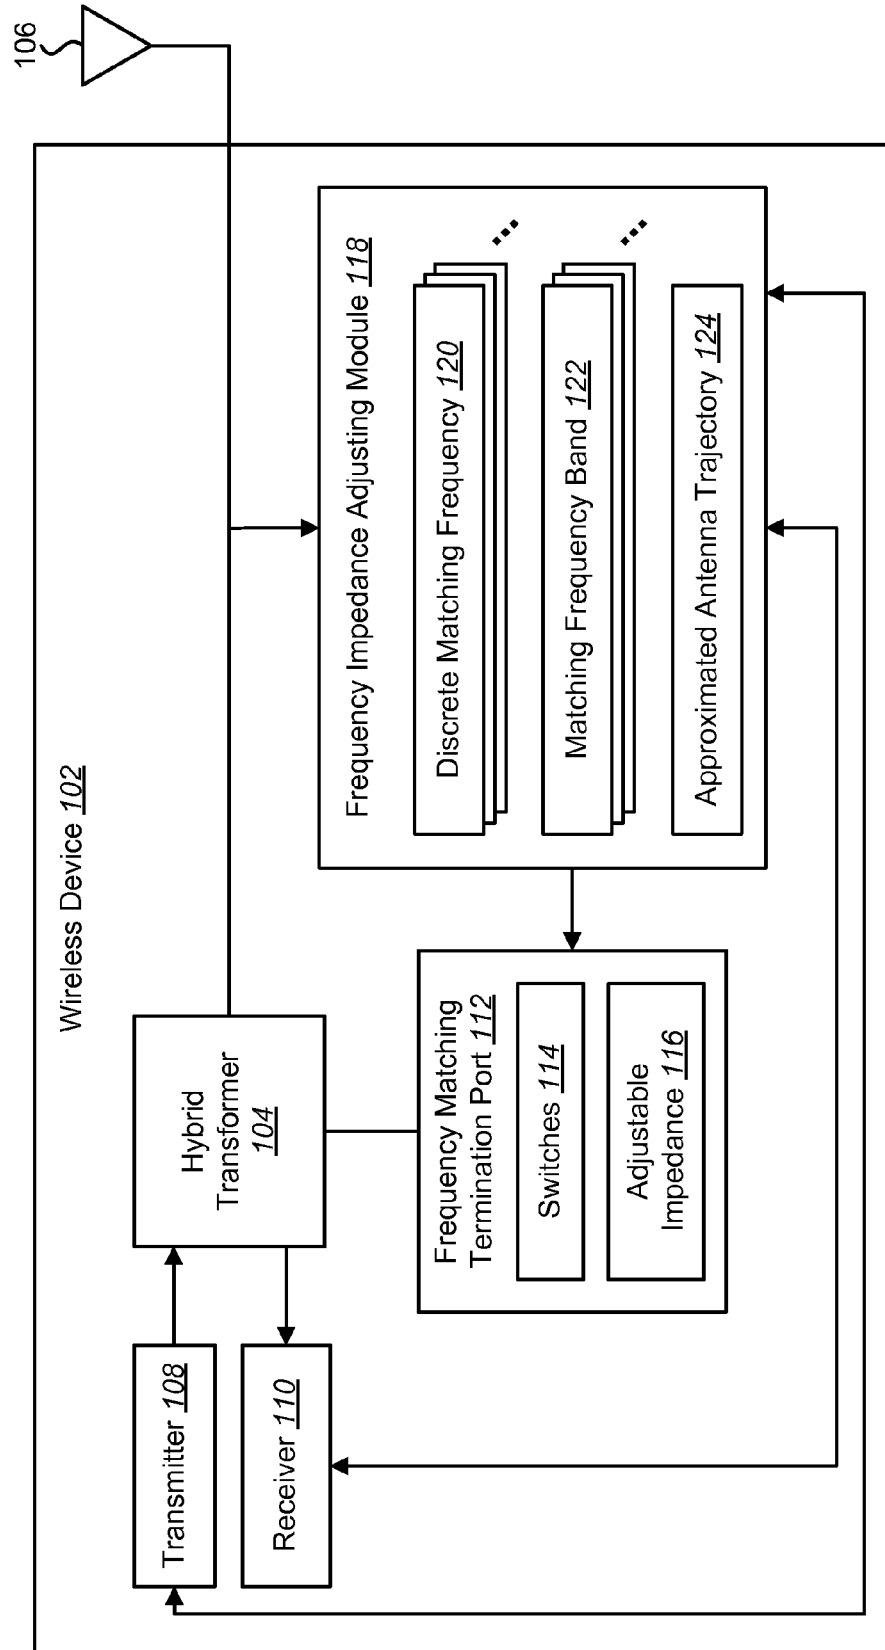 Wireless Device 102
106
Transmitter 108
Receiver 110
Hybrid
Transformer
104
Frequency Matching
Termination Port 112
Switches 114
Adjustable
Impedance 116
Frequency Impedance Adjusting Module 118
Discrete Matching Frequency 120
Matching Frequency Band 122
Approximated Antenna Trajectory 124